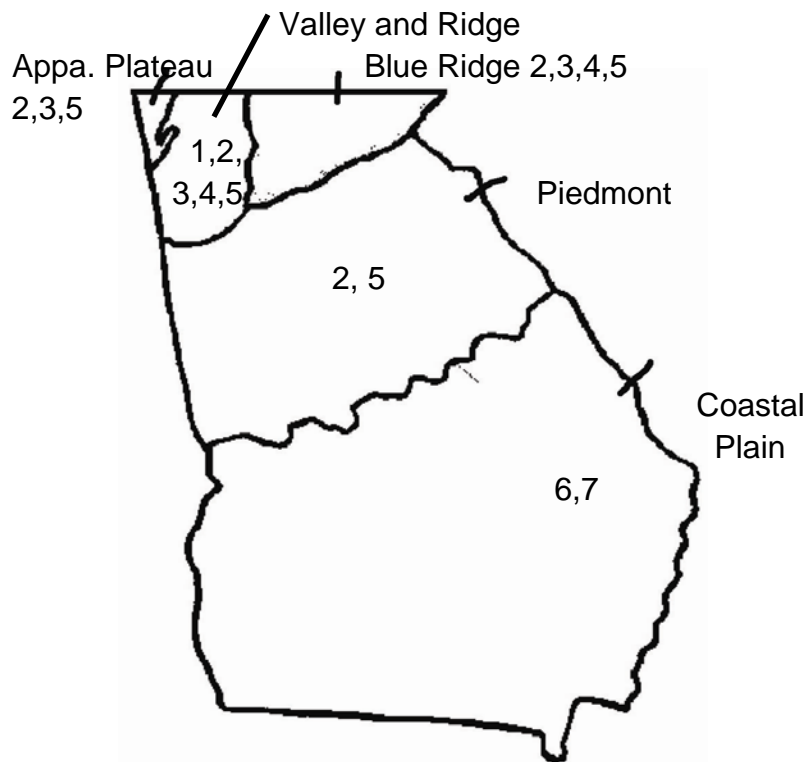 Valley and Ridge
Appa. Plateau
2,3,5
Blue Ridge 2,3,4,5
1,2,
3,4,5
Piedmont
2, 5
Coastal
Plain
6,7